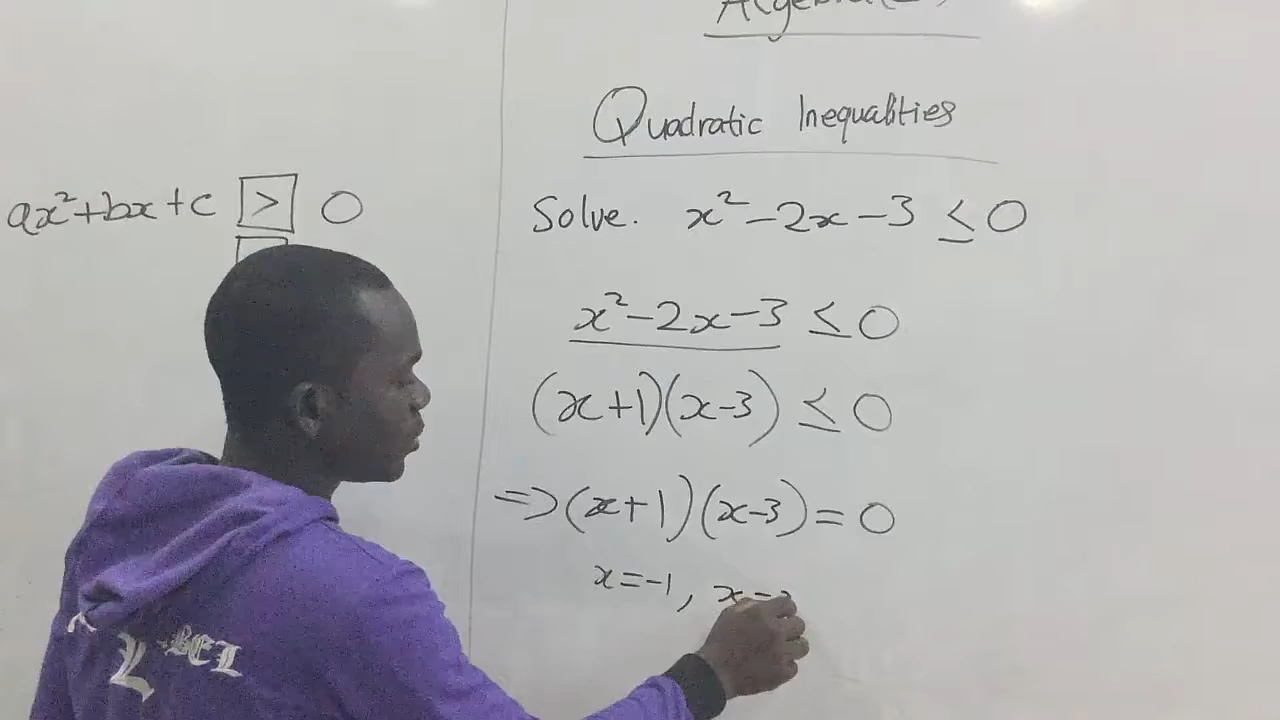 Quadratic Inequalities
ax²+bx+c > 0
Solve. x²-2x-3 ≤ 0
x²-2x-3 ≤ 0
(x+1)(x-3) ≤ 0
=> (x+1)(x-3) = 0
x=-1, x=